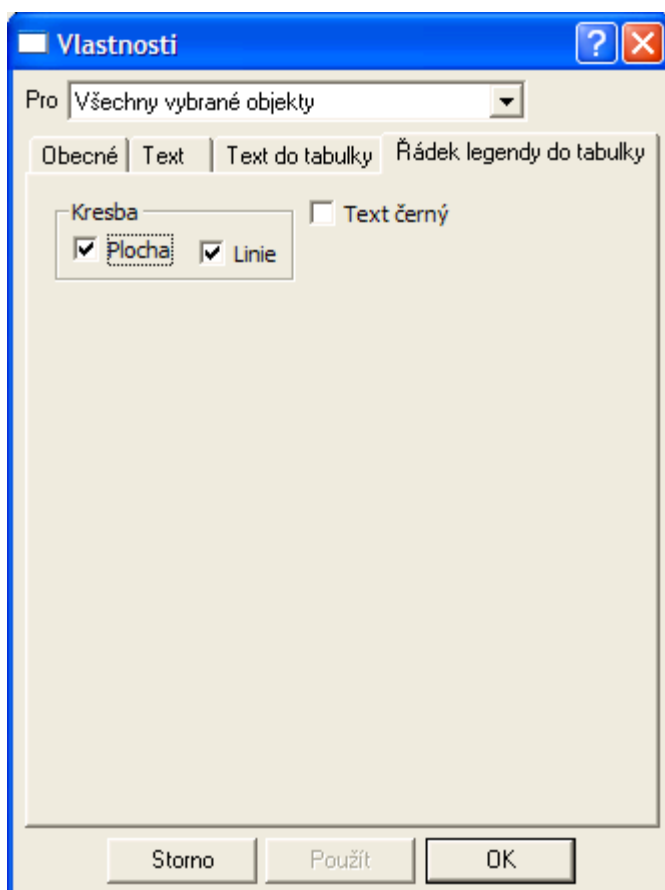 Vlastnosti
Pro Všechny vybrané objekty
Obecné Text Text do tabulky Řádek legendy do tabulky
Kresba Text černý
Plocha Linie
Storno Použít OK